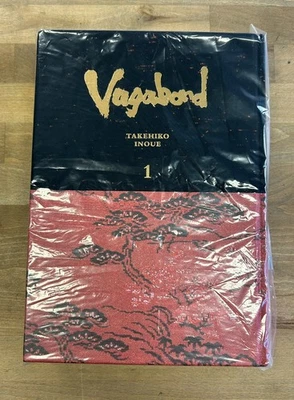 Vagabond
TAKEHIKO
INOUE
1